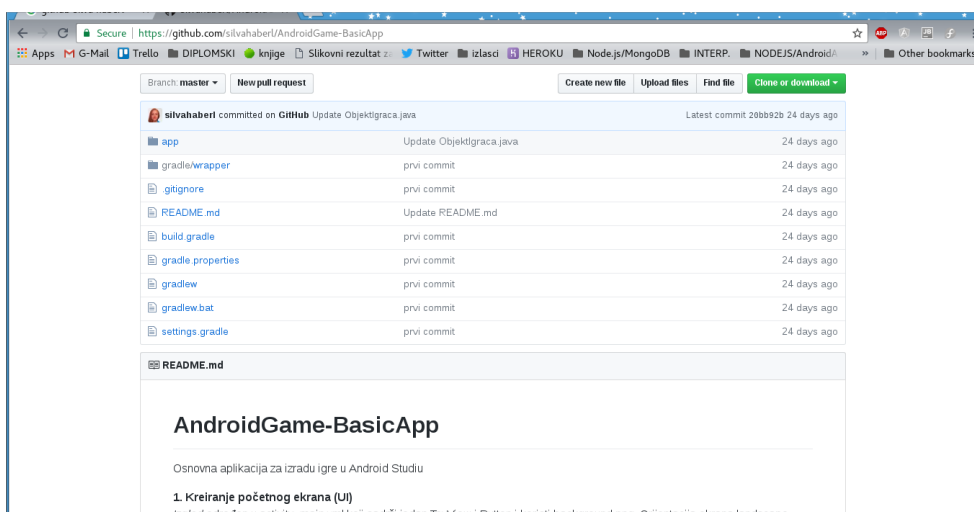 Secure https://github.com/silvahaberl/AndroidGame-BasicApp
Apps G-Mail Trello DIPLOMSKI knjige Slikovni rezultat za Twitter izlasci HEROKU Node.js/MongoDB INTERP. NODEJS/Android » Other bookmarks
Branch: master New pull request Create new file Upload files Find file Clone or download
silvahaberl committed on GitHub Update ObjektIgraca.java Latest commit 20bb92b 24 days ago
app Update ObjektIgraca.java 24 days ago
gradle/wrapper prvi commit 24 days ago
.gitignore prvi commit 24 days ago
README.md Update README.md 24 days ago
build.gradle prvi commit 24 days ago
gradle.properties prvi commit 24 days ago
gradlew prvi commit 24 days ago
gradlew.bat prvi commit 24 days ago
settings.gradle prvi commit 24 days ago
README.md
AndroidGame-BasicApp
Osnovna aplikacija za izradu igre u Android Studiu
1. Kreiranje početnog ekrana (UI)